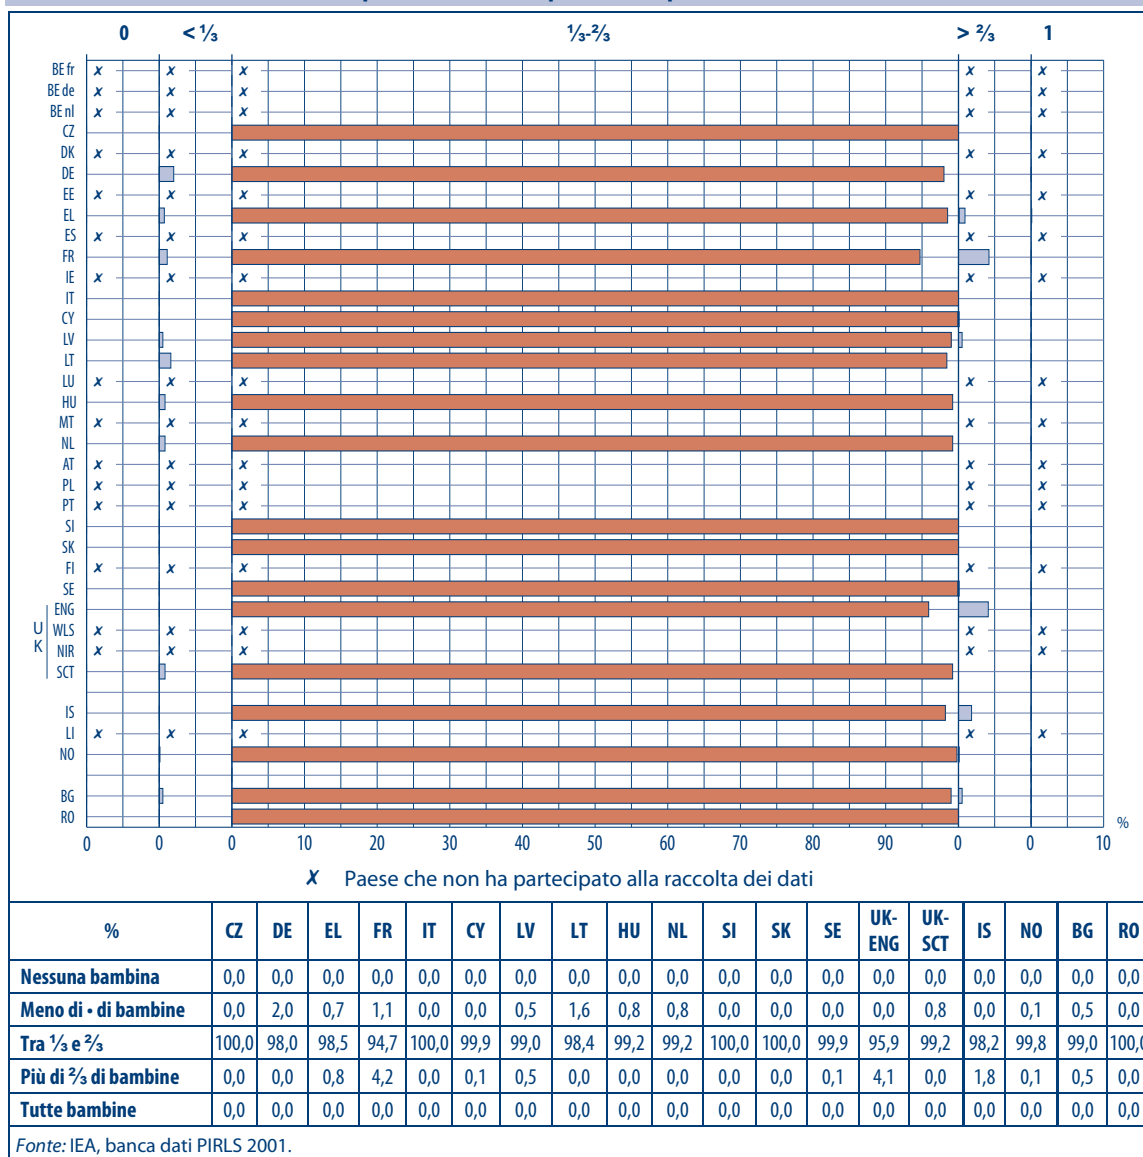 0 < ⅓ ⅓-⅔ > ⅔ 1
BE fr ✗ ✗ ✗ ✗ ✗
BE de ✗ ✗ ✗ ✗ ✗
BE nl ✗ ✗ ✗ ✗ ✗
CZ
DK ✗ ✗ ✗ ✗ ✗
DE
EE ✗ ✗ ✗ ✗ ✗
EL
ES ✗ ✗ ✗ ✗ ✗
FR
IE ✗ ✗ ✗ ✗ ✗
IT
CY
LV
LT
LU ✗ ✗ ✗ ✗ ✗
HU
MT ✗ ✗ ✗ ✗ ✗
NL
AT ✗ ✗ ✗ ✗ ✗
PL ✗ ✗ ✗ ✗ ✗
PT ✗ ✗ ✗ ✗ ✗
SI
SK
FI ✗ ✗ ✗ ✗ ✗
SE
UK
ENG
WLS ✗ ✗ ✗ ✗ ✗
NIR ✗ ✗ ✗ ✗ ✗
SCT
IS
LI ✗ ✗ ✗ ✗ ✗
NO
BG
RO
0 0 0 10 20 30 40 50 60 70 80 90 0 0 10 %
✗ Paese che non ha partecipato alla raccolta dei dati
% CZ DE EL FR IT CY LV LT HU NL SI SK SE UK-ENG UK-SCT IS NO BG RO
Nessuna bambina 0,0 0,0 0,0 0,0 0,0 0,0 0,0 0,0 0,0 0,0 0,0 0,0 0,0 0,0 0,0 0,0 0,0 0,0 0,0
Meno di • di bambine 0,0 2,0 0,7 1,1 0,0 0,0 0,5 1,6 0,8 0,8 0,0 0,0 0,0 0,0 0,8 0,0 0,1 0,5 0,0
Tra ⅓ e ⅔ 100,0 98,0 98,5 94,7 100,0 99,9 99,0 98,4 99,2 99,2 100,0 100,0 99,9 95,9 99,2 98,2 99,8 99,0 100,0
Più di ⅔ di bambine 0,0 0,0 0,8 4,2 0,0 0,1 0,5 0,0 0,0 0,0 0,0 0,0 0,1 4,1 0,0 1,8 0,1 0,5 0,0
Tutte bambine 0,0 0,0 0,0 0,0 0,0 0,0 0,0 0,0 0,0 0,0 0,0 0,0 0,0 0,0 0,0 0,0 0,0 0,0 0,0
Fonte: IEA, banca dati PIRLS 2001.